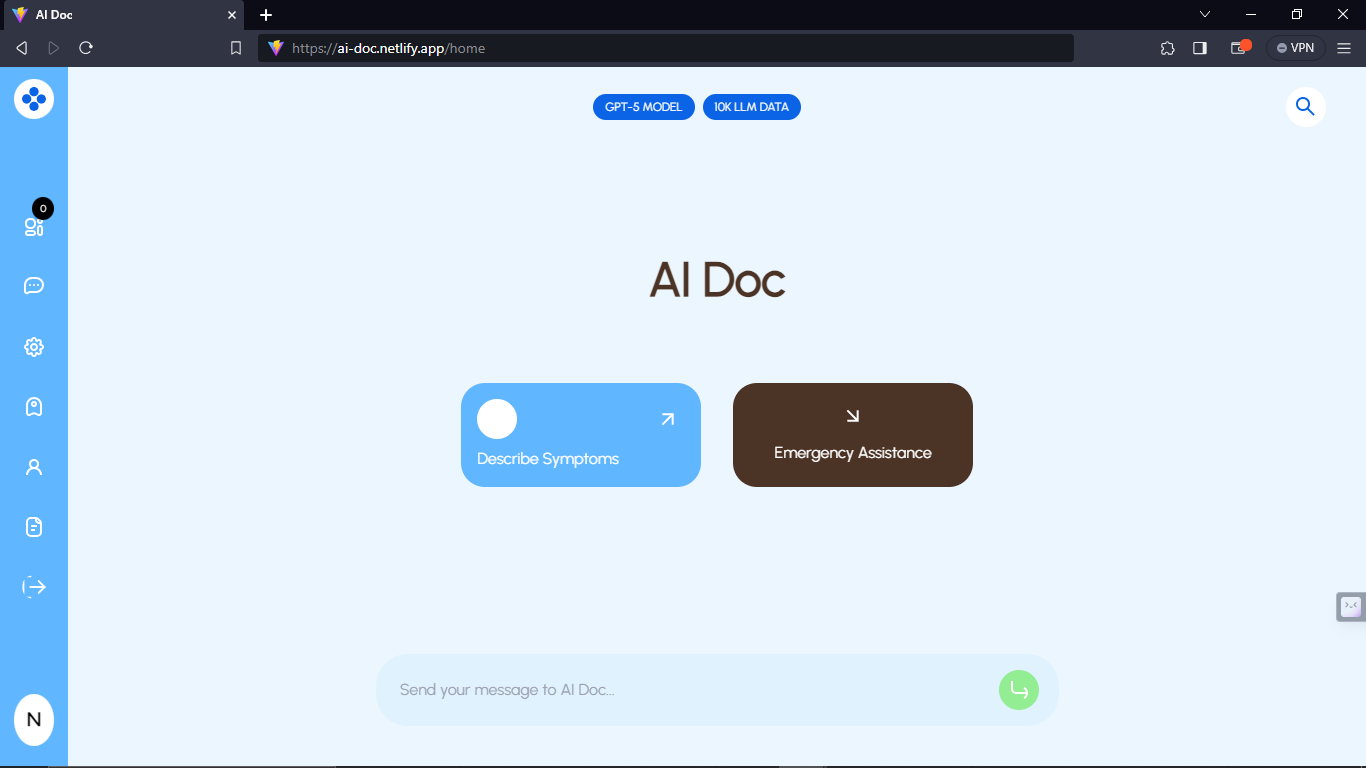 AI Doc
https://ai-doc.netlify.app/home
VPN
GPT-5 MODEL
10K LLM DATA
0
AI Doc
Describe Symptoms
Emergency Assistance
Send your message to AI Doc...
N